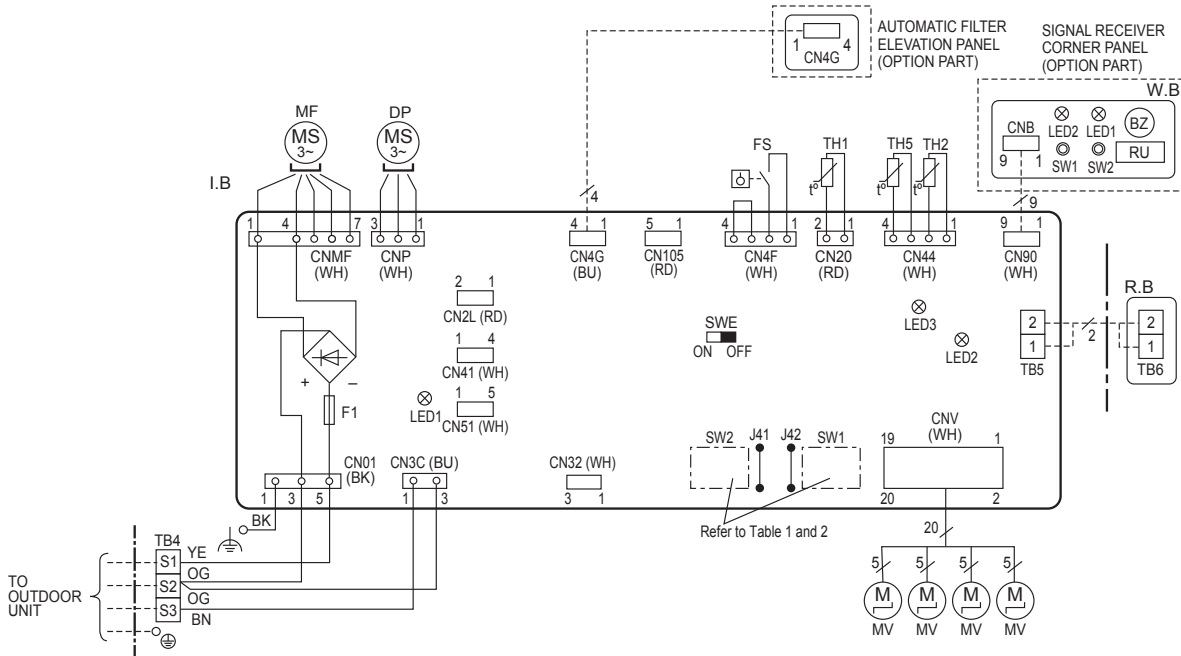 AUTOMATIC FILTER
ELEVATION PANEL
(OPTION PART)
1 4
CN4G
SIGNAL RECEIVER
CORNER PANEL
(OPTION PART)
W.B
CNB
9 1
LED2 LED1
BZ
SW1 SW2
RU
MF
MS
3~
DP
MS
3~
FS
TH1
t°
TH5 TH2
t° t°
I.B
4
9
1 4 7
CNMF
(WH)
3 1
CNP
(WH)
4 1
CN4G
(BU)
5 1
CN105
(RD)
4 1
CN4F
(WH)
2 1
CN20
(RD)
4 1
CN44
(WH)
9 1
CN90
(WH)
R.B
2 1
CN2L (RD)
1 4
CN41 (WH)
1 5
CN51 (WH)
LED1
+ –
F1
SWE
ON OFF
LED3
LED2
2
1
TB5
2
2
1
TB6
CN01
(BK)
1 3 5
CN3C (BU)
1 3
CN32 (WH)
3 1
SW2 J41 J42 SW1
CNV
(WH)
19 1
20 2
Refer to Table 1 and 2
BK
TB4
S1 YE
OG
S2
OG
S3
BN
TO
OUTDOOR
UNIT
20
5 5 5 5
M M M M
MV MV MV MV